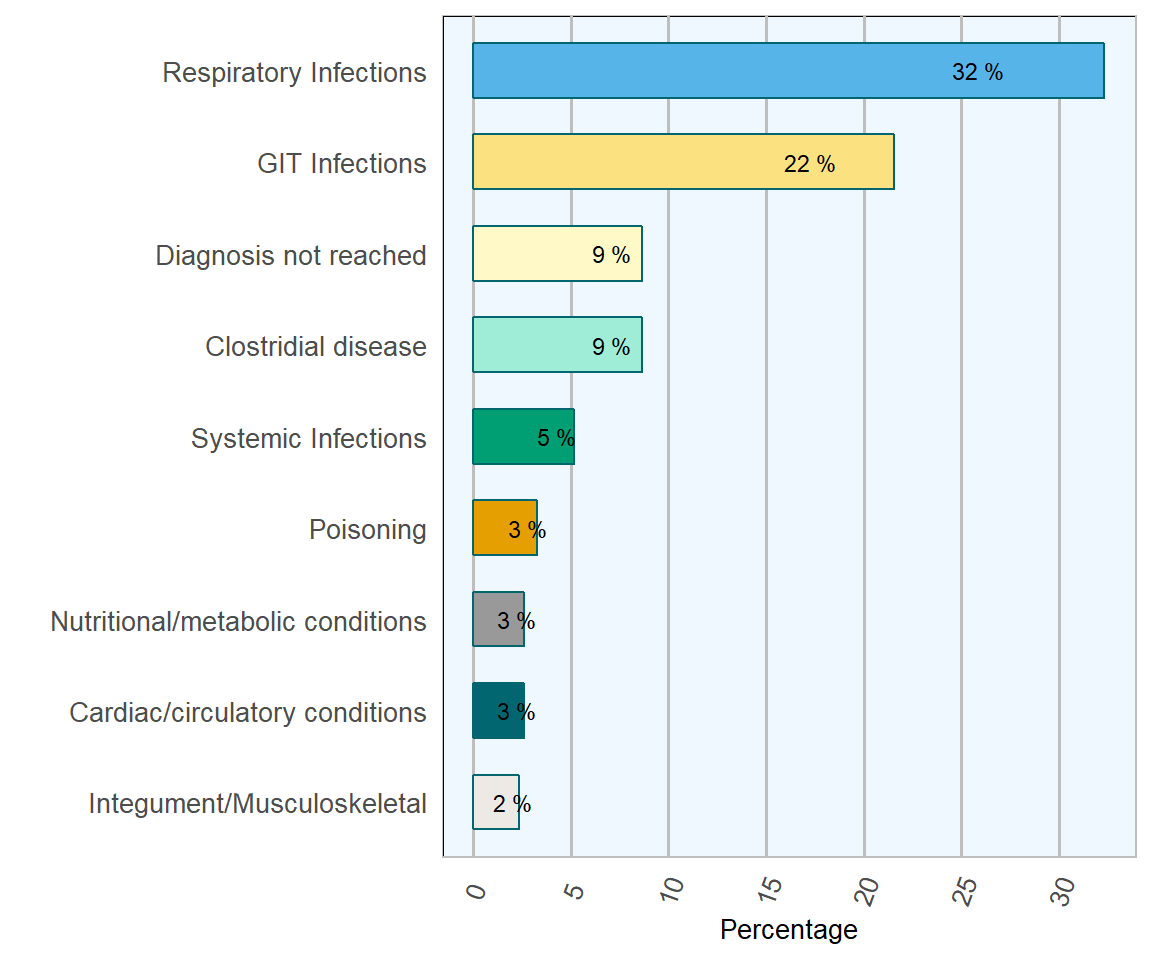 Respiratory Infections
32 %
GIT Infections
22 %
Diagnosis not reached
9 %
Clostridial disease
9 %
Systemic Infections
5 %
Poisoning
3 %
Nutritional/metabolic conditions
3 %
Cardiac/circulatory conditions
3 %
Integument/Musculoskeletal
2 %
0 5 10 15 20 25 30
Percentage